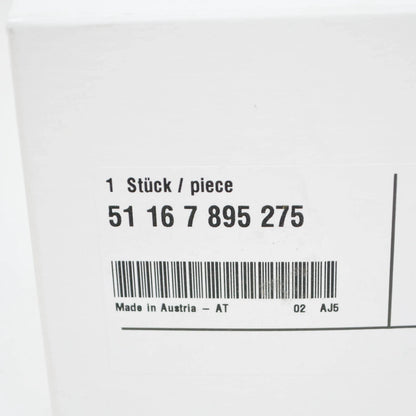 1 Stück / piece
51 16 7 895 275
Made in Austria - AT 02 AJ5